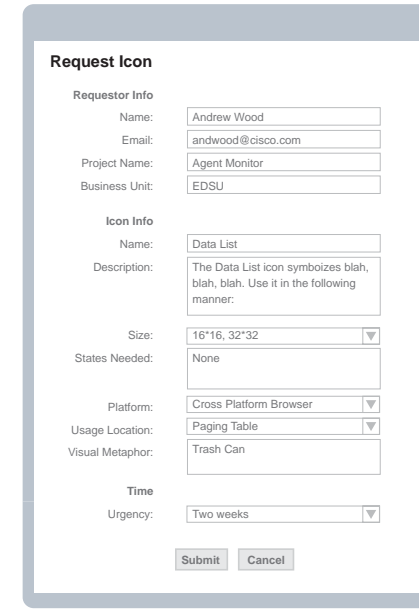 Request Icon
Requestor Info
Name: Andrew Wood
Email: andwood@cisco.com
Project Name: Agent Monitor
Business Unit: EDSU
Icon Info
Name: Data List
Description: The Data List icon symboizes blah,
blah, blah. Use it in the following
manner:
Size: 16*16, 32*32
States Needed: None
Platform: Cross Platform Browser
Usage Location: Paging Table
Visual Metaphor: Trash Can
Time
Urgency: Two weeks
Submit Cancel